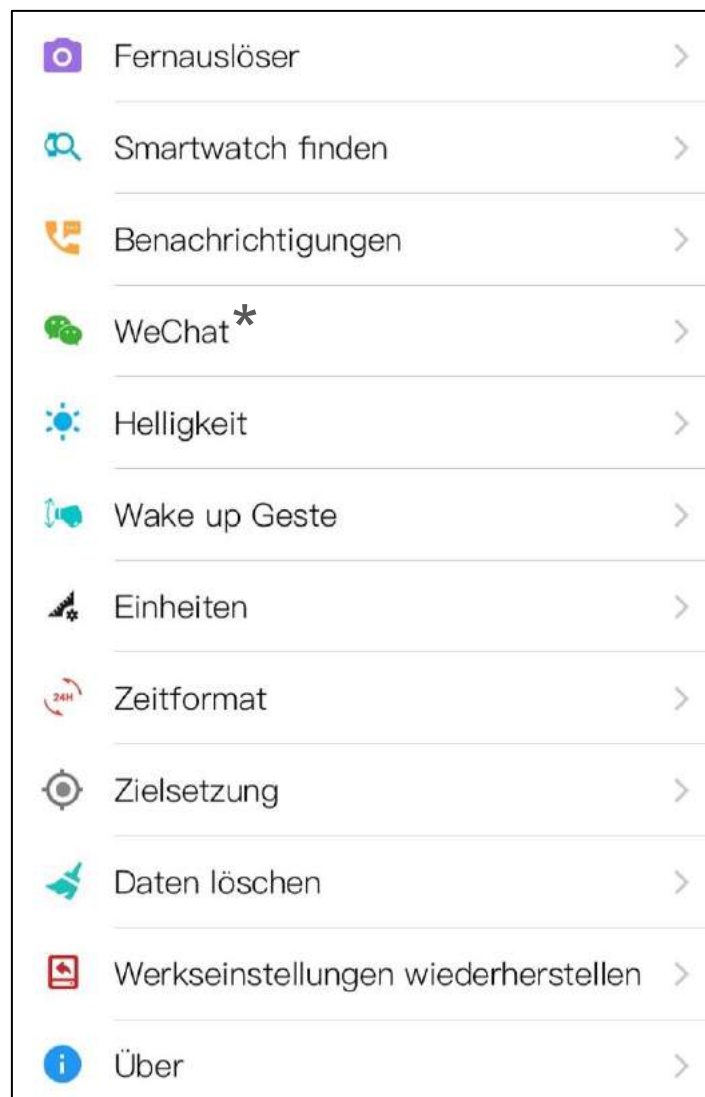 Fernauslöser
Smartwatch finden
Benachrichtigungen
WeChat*
Helligkeit
Wake up Geste
Einheiten
24H Zeitformat
Zielsetzung
Daten löschen
Werkseinstellungen wiederherstellen
i Über